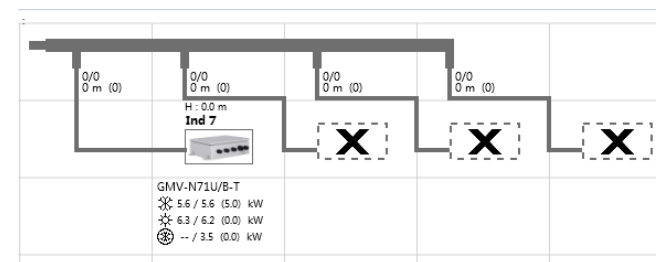 0/0
0 m (0)
0/0
0 m (0)
0/0
0 m (0)
0/0
0 m (0)
H : 0.0 m
Ind 7
X
X
X
GMV-N71U/B-T
5.6 / 5.6 (5.0) kW
6.3 / 6.2 (0.0) kW
-- / 3.5 (0.0) kW